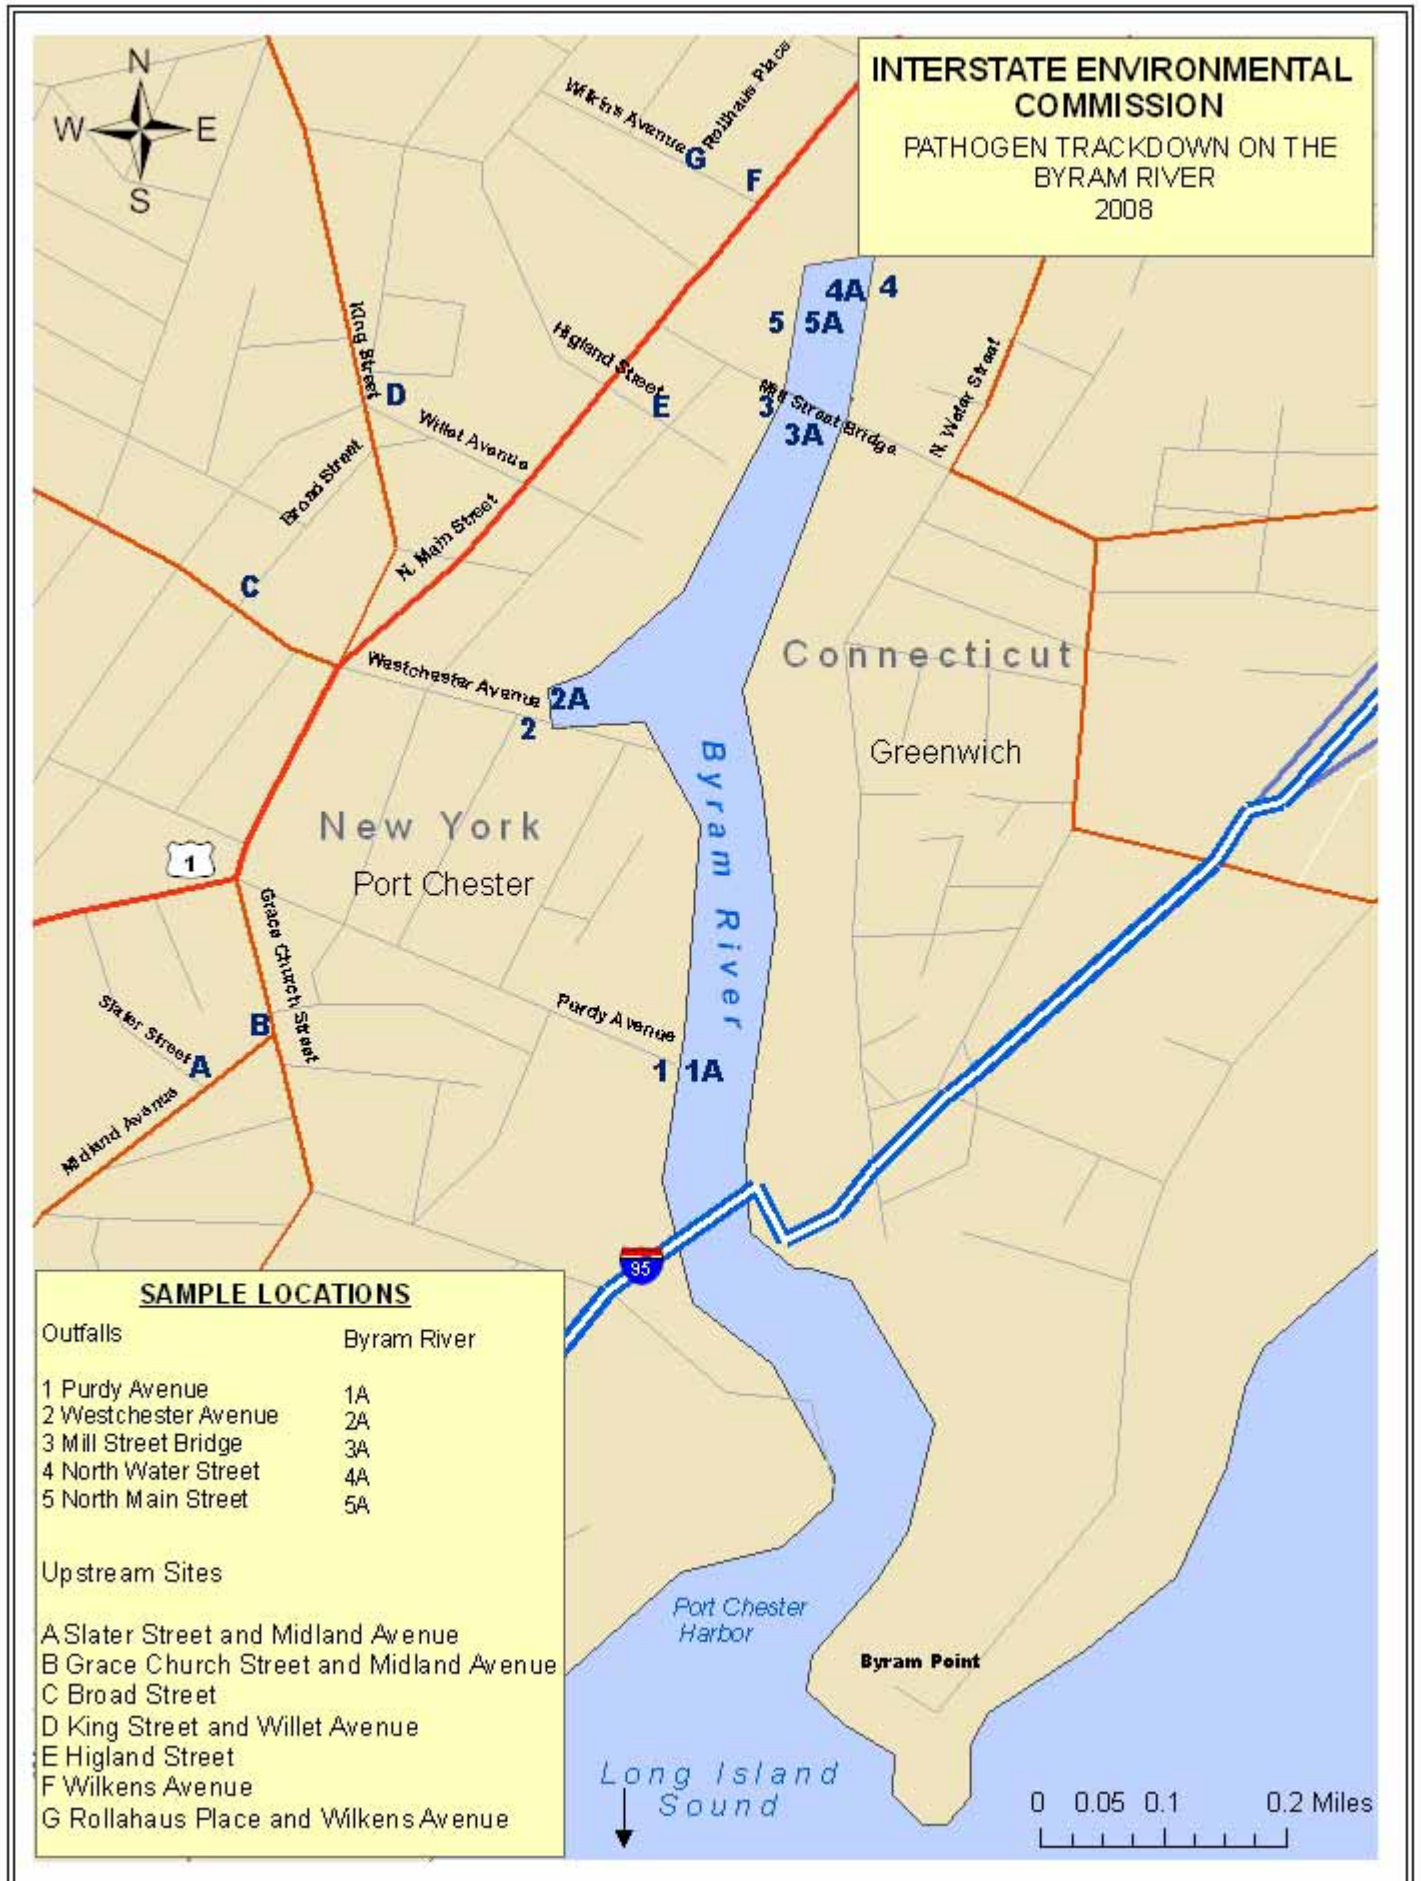 INTERSTATE ENVIRONMENTAL
COMMISSION
PATHOGEN TRACKDOWN ON THE
BYRAM RIVER
2008
N
W E
S
Wilkins Avenue
Rollhaus Place
G
F
4A 4
5 5A
King Street
Higland Street
D
E
3
Mill Street Bridge
3A
N. Water Street
Willet Avenue
Broad Street
N. Main Street
C
Connecticut
Westchester Avenue
2A
2
Greenwich
Byram River
New York
Port Chester
1
Grace Church Street
Purdy Avenue
Slater Street
B
A
1 1A
Midland Avenue
95
SAMPLE LOCATIONS
Outfalls Byram River
1 Purdy Avenue 1A
2 Westchester Avenue 2A
3 Mill Street Bridge 3A
4 North Water Street 4A
5 North Main Street 5A
Upstream Sites
A Slater Street and Midland Avenue
B Grace Church Street and Midland Avenue
C Broad Street
D King Street and Willet Avenue
E Higland Street
F Wilkens Avenue
G Rollahaus Place and Wilkens Avenue
Port Chester
Harbor
Byram Point
Long Island
Sound
0 0.05 0.1 0.2 Miles